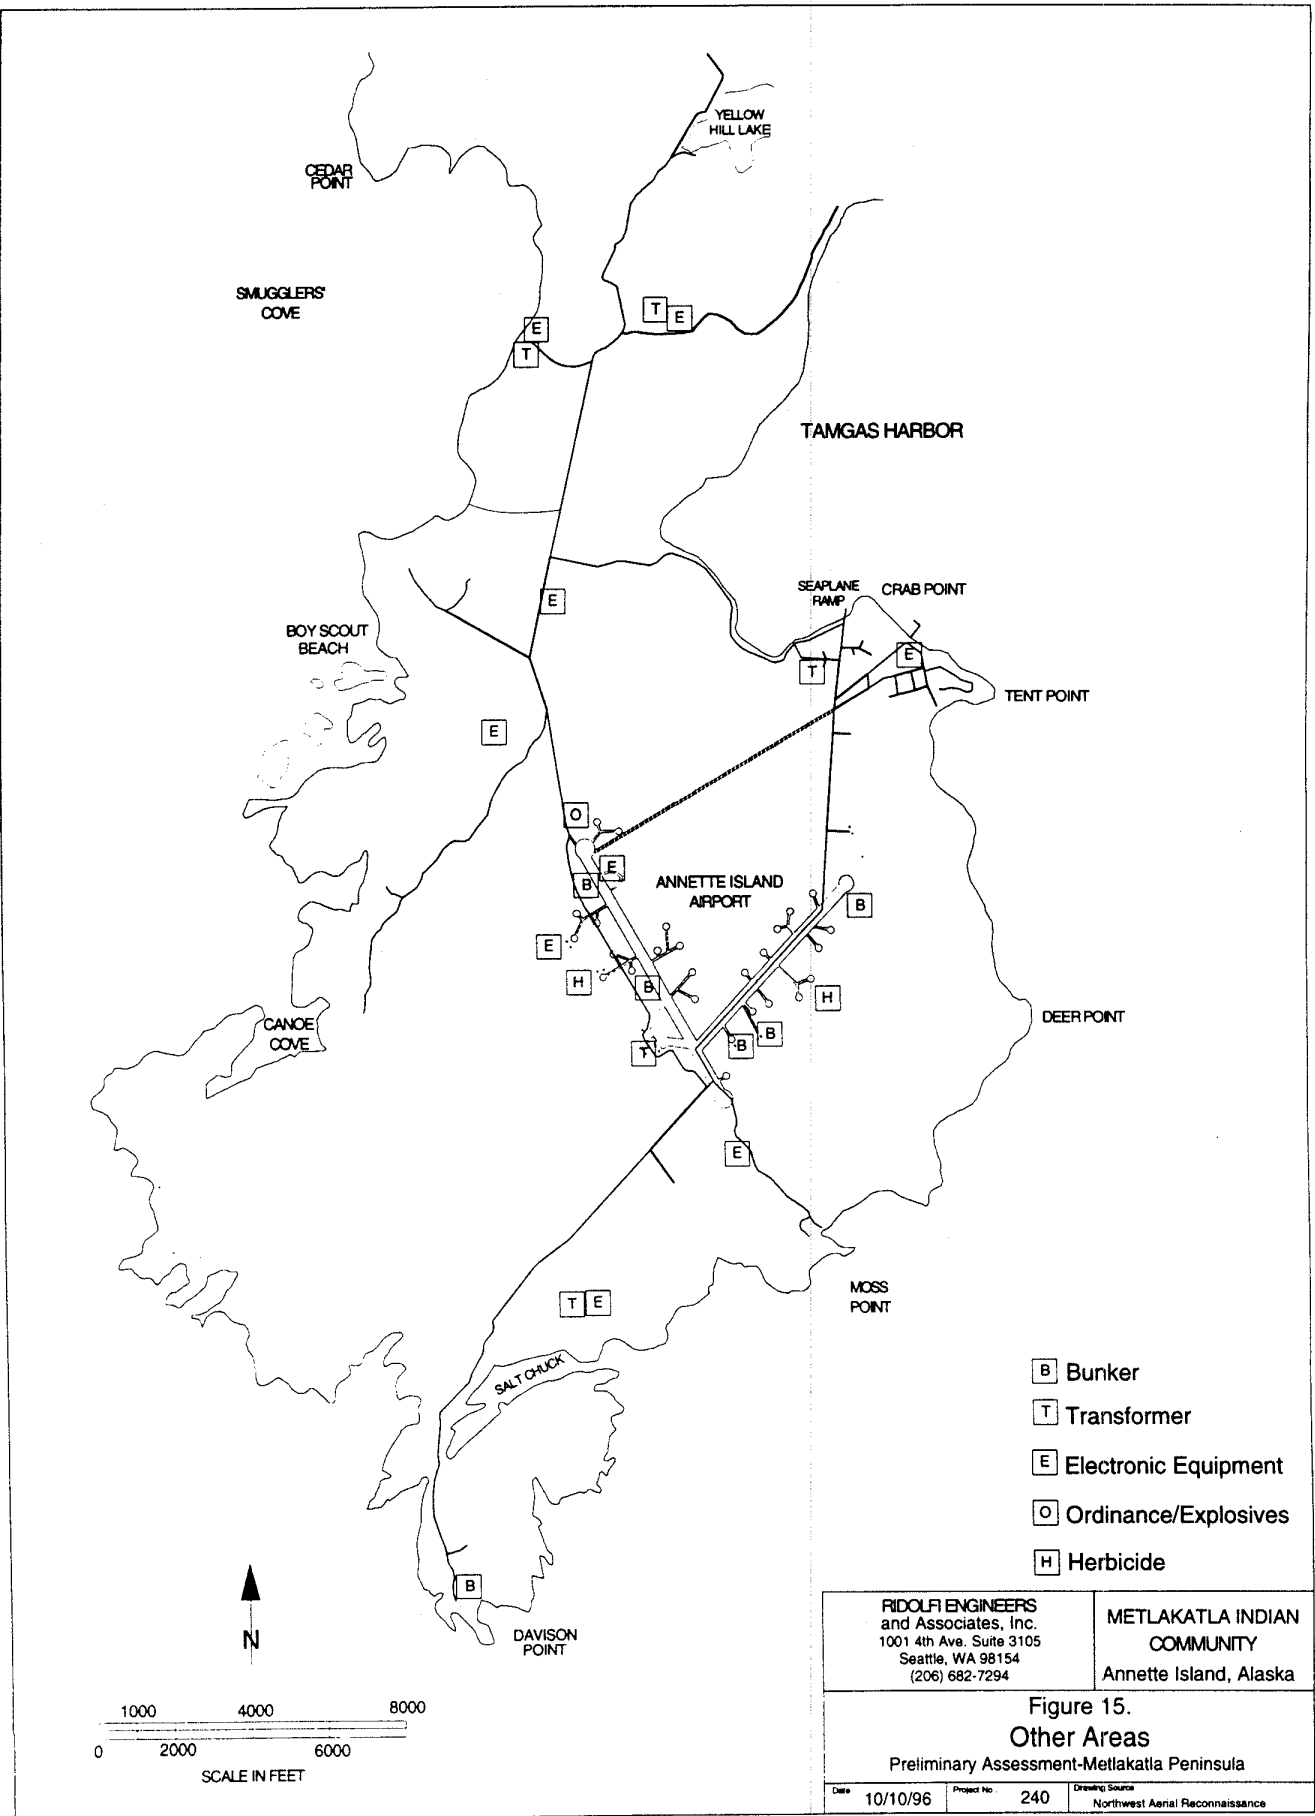 YELLOW
HILL LAKE
CEDAR
POINT
SMUGGLERS'
COVE
T
E
E
T
TAMGAS HARBOR
SEAPLANE
RAMP
CRAB POINT
E
BOY SCOUT
BEACH
E
T
TENT POINT
E
O
E
B
ANNETTE ISLAND
AIRPORT
B
E
H
B
H
CANOE
COVE
DEER POINT
B
B
T
E
MOSS
POINT
T
E
SALT CHUCK
B
DAVISON
POINT
B Bunker
T Transformer
E Electronic Equipment
O Ordinance/Explosives
H Herbicide
N
1000 4000 8000
0 2000 6000
SCALE IN FEET
RIDOLFI ENGINEERS
and Associates, Inc.
1001 4th Ave. Suite 3105
Seattle, WA 98154
(206) 682-7294
METLAKATLA INDIAN
COMMUNITY
Annette Island, Alaska
Figure 15.
Other Areas
Preliminary Assessment-Metlakatla Peninsula
Date 10/10/96
Project No. 240
Drawing Source
Northwest Aerial Reconnaissance